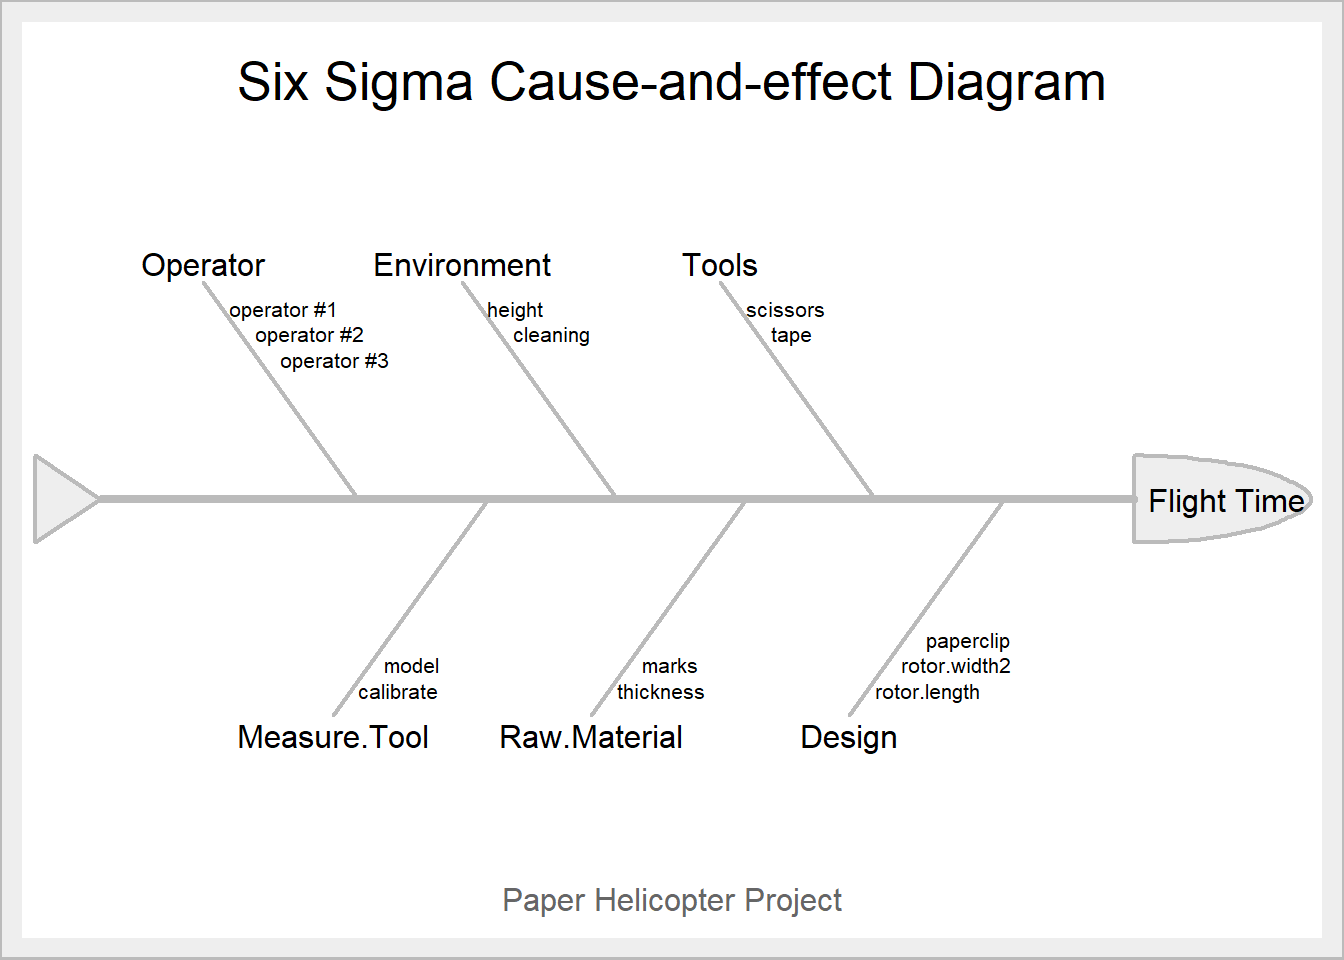 Six Sigma Cause-and-effect Diagram
Operator
operator #1
operator #2
operator #3
Environment
height
cleaning
Tools
scissors
tape
Flight Time
model
calibrate
Measure.Tool
marks
thickness
Raw.Material
paperclip
rotor.width2
rotor.length
Design
Paper Helicopter Project